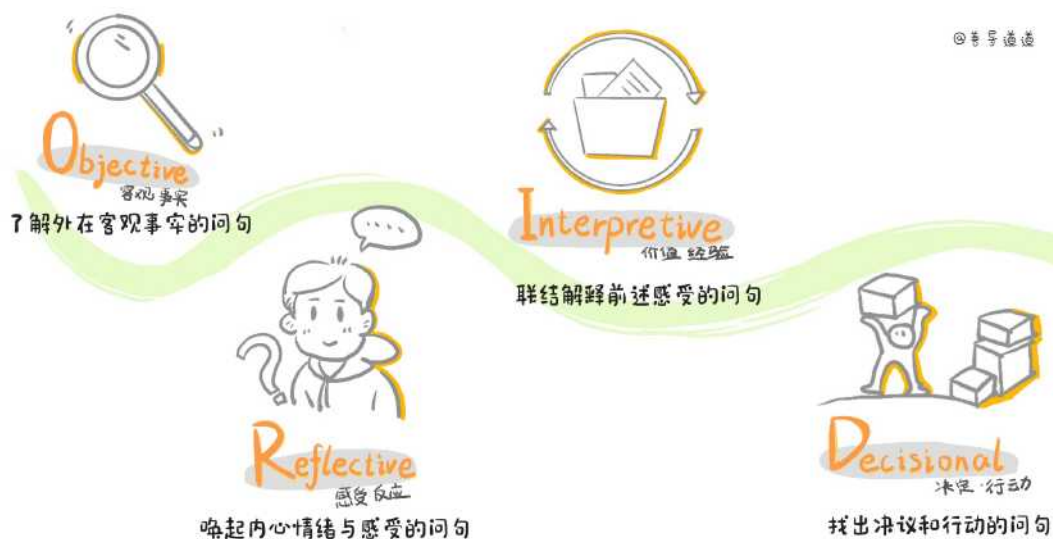 @卷导道道
Objective
客观事实
了解外在客观事实的问句
Reflective
感受反应
唤起内心情绪与感受的问句
Interpretive
价值 经验
联结解释前述感受的问句
Decisional
决定·行动
找出决议和行动的问句